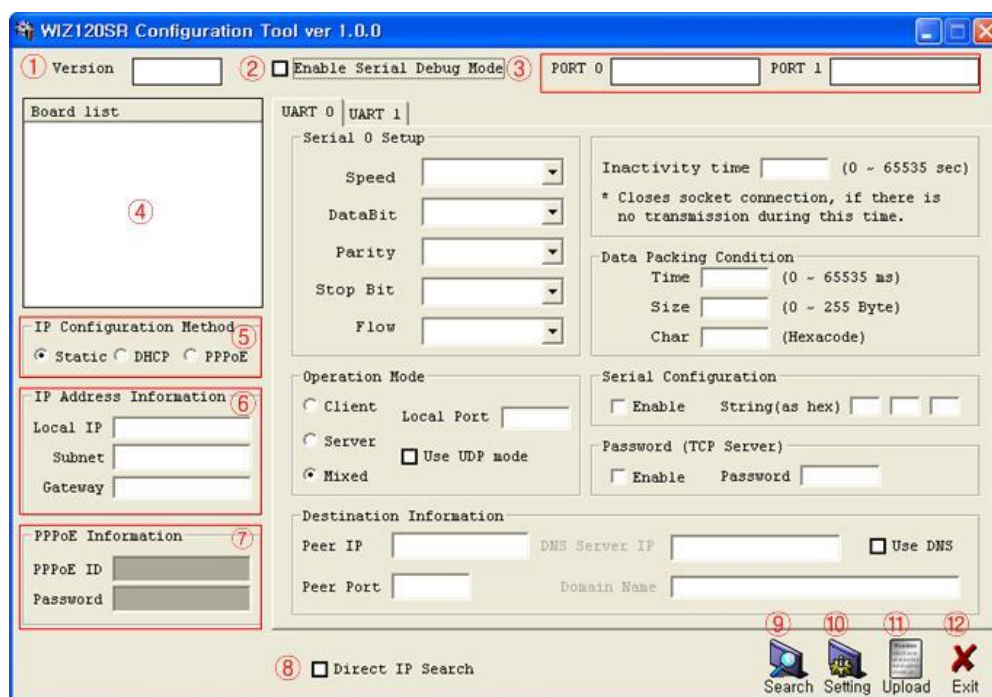 WIZ120SR Configuration Tool ver 1.0.0
① Version ② Enable Serial Debug Mode ③ PORT 0 PORT 1
Board list
④
IP Configuration Method ⑤
Static DHCP PPPoE
IP Address Information ⑥
Local IP
Subnet
Gateway
PPPoE Information ⑦
PPPoE ID
Password
UART 0 UART 1
Serial 0 Setup
Speed
DataBit
Parity
Stop Bit
Flow
Inactivity time (0 ~ 65535 sec)
* Closes socket connection, if there is
no transmission during this time.
Data Packing Condition
Time (0 ~ 65535 ms)
Size (0 ~ 255 Byte)
Char (Hexacode)
Operation Mode
Client
Server
Mixed
Local Port
Use UDP mode
Serial Configuration
Enable String(as hex)
Password (TCP Server)
Enable Password
Destination Information
Peer IP DNS Server IP Use DNS
Peer Port Domain Name
⑧ Direct IP Search
⑨ ⑩ ⑪ ⑫
Search Setting Upload Exit